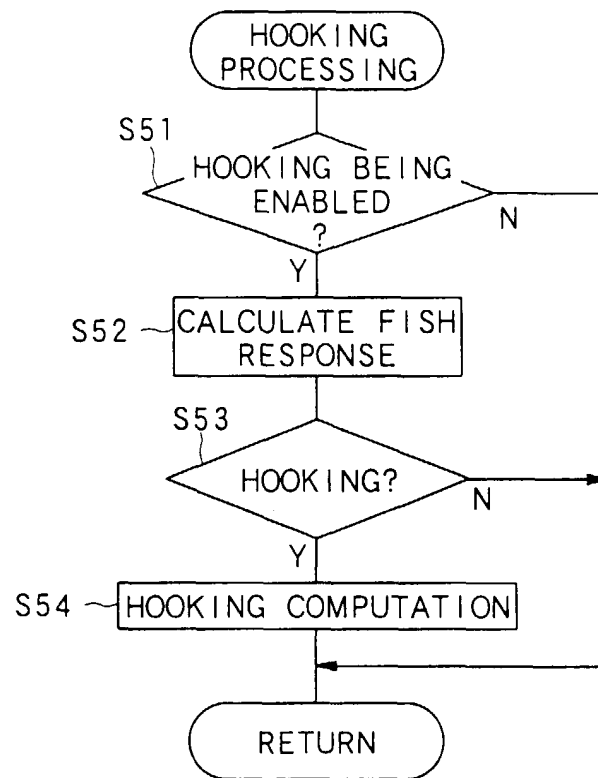 HOOKING
PROCESSING
S51
HOOKING BEING
ENABLED
?
N
Y
S52
CALCULATE FISH
RESPONSE
S53
HOOKING?
N
Y
S54
HOOKING COMPUTATION
RETURN